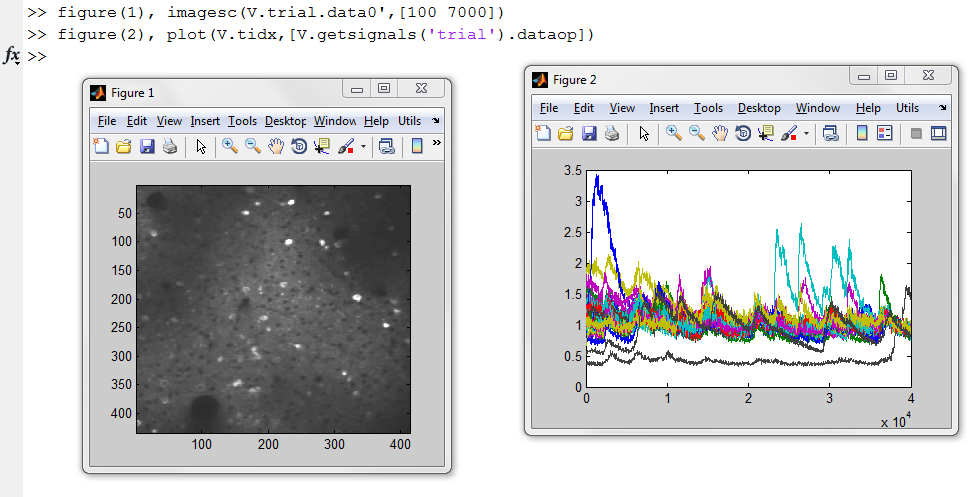 >> figure(1), imagesc(V.trial.data0',[100 7000])
>> figure(2), plot(V.tidx,[V.getsignals('trial').dataop])
fx >>
Figure 1
File Edit View Insert Tools Desktop Window Help Utils
50
100
150
200
250
300
350
400
100 200 300 400
Figure 2
File Edit View Insert Tools Desktop Window Help Utils
3.5
3
2.5
2
1.5
1
0.5
0
0 1 2 3 4
x 10^4